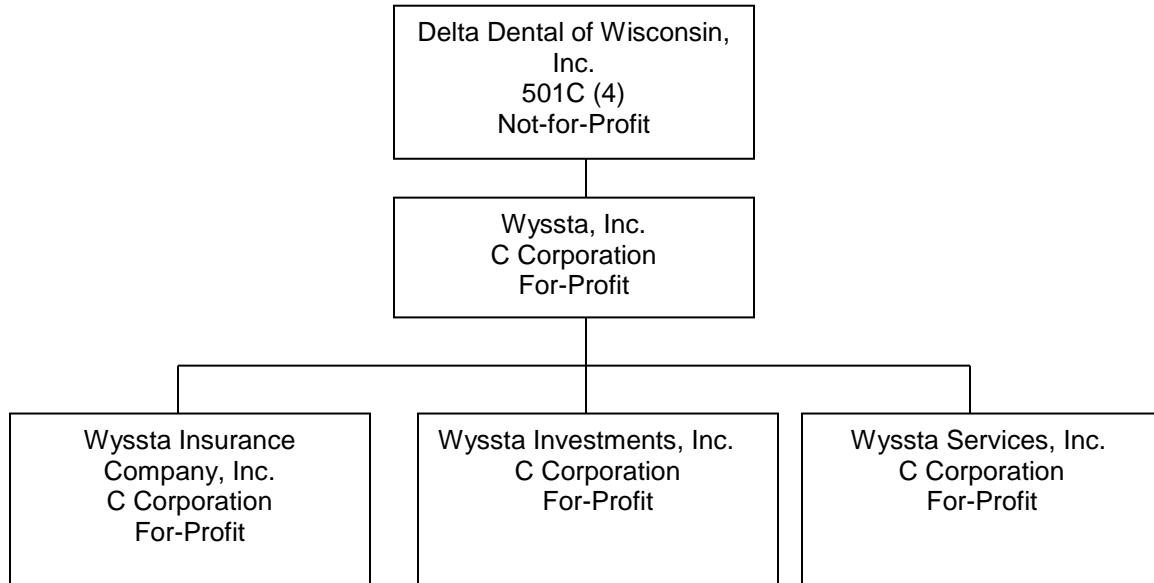 Delta Dental of Wisconsin,
Inc.
501C (4)
Not-for-Profit
Wyssta, Inc.
C Corporation
For-Profit
Wyssta Insurance
Company, Inc.
C Corporation
For-Profit
Wyssta Investments, Inc.
C Corporation
For-Profit
Wyssta Services, Inc.
C Corporation
For-Profit